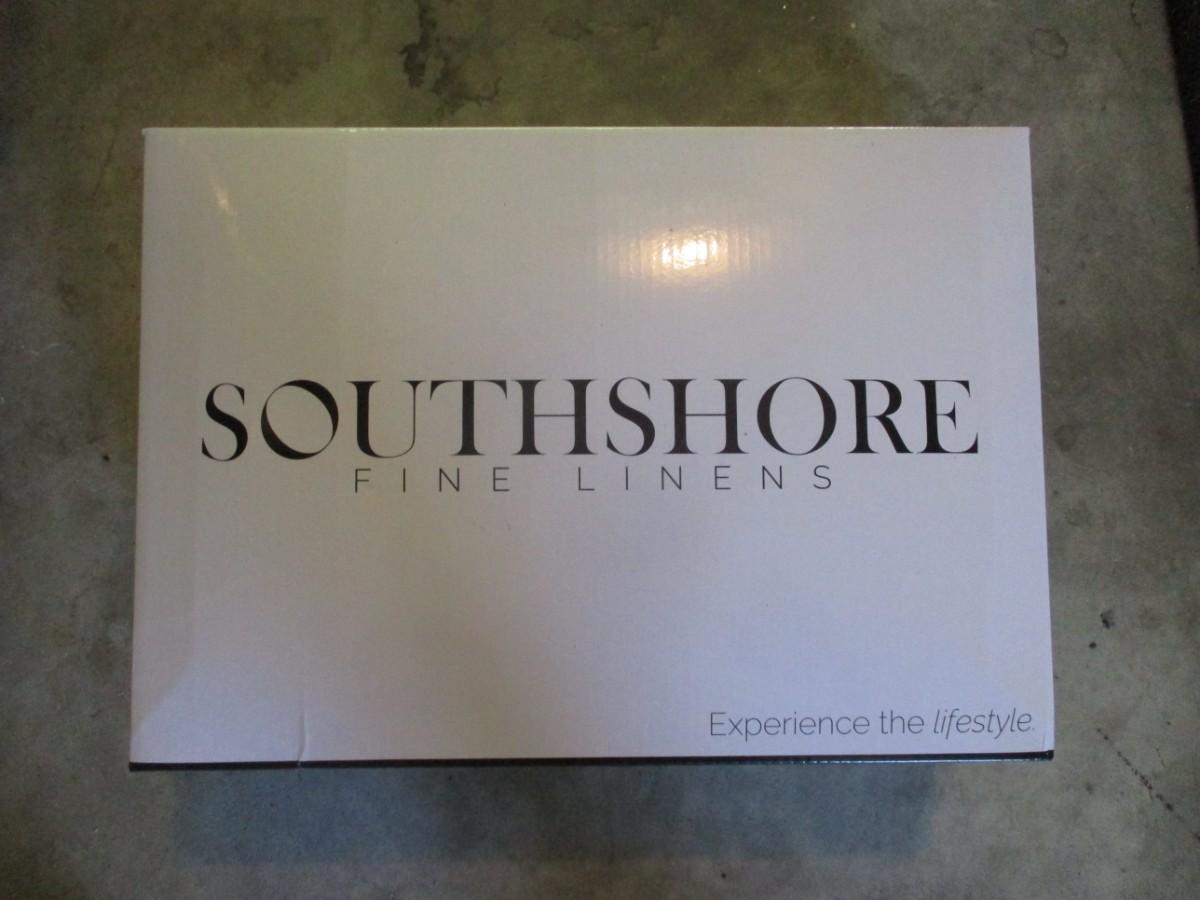 SOUTHSHORE
FINE LINENS
Experience the lifestyle.